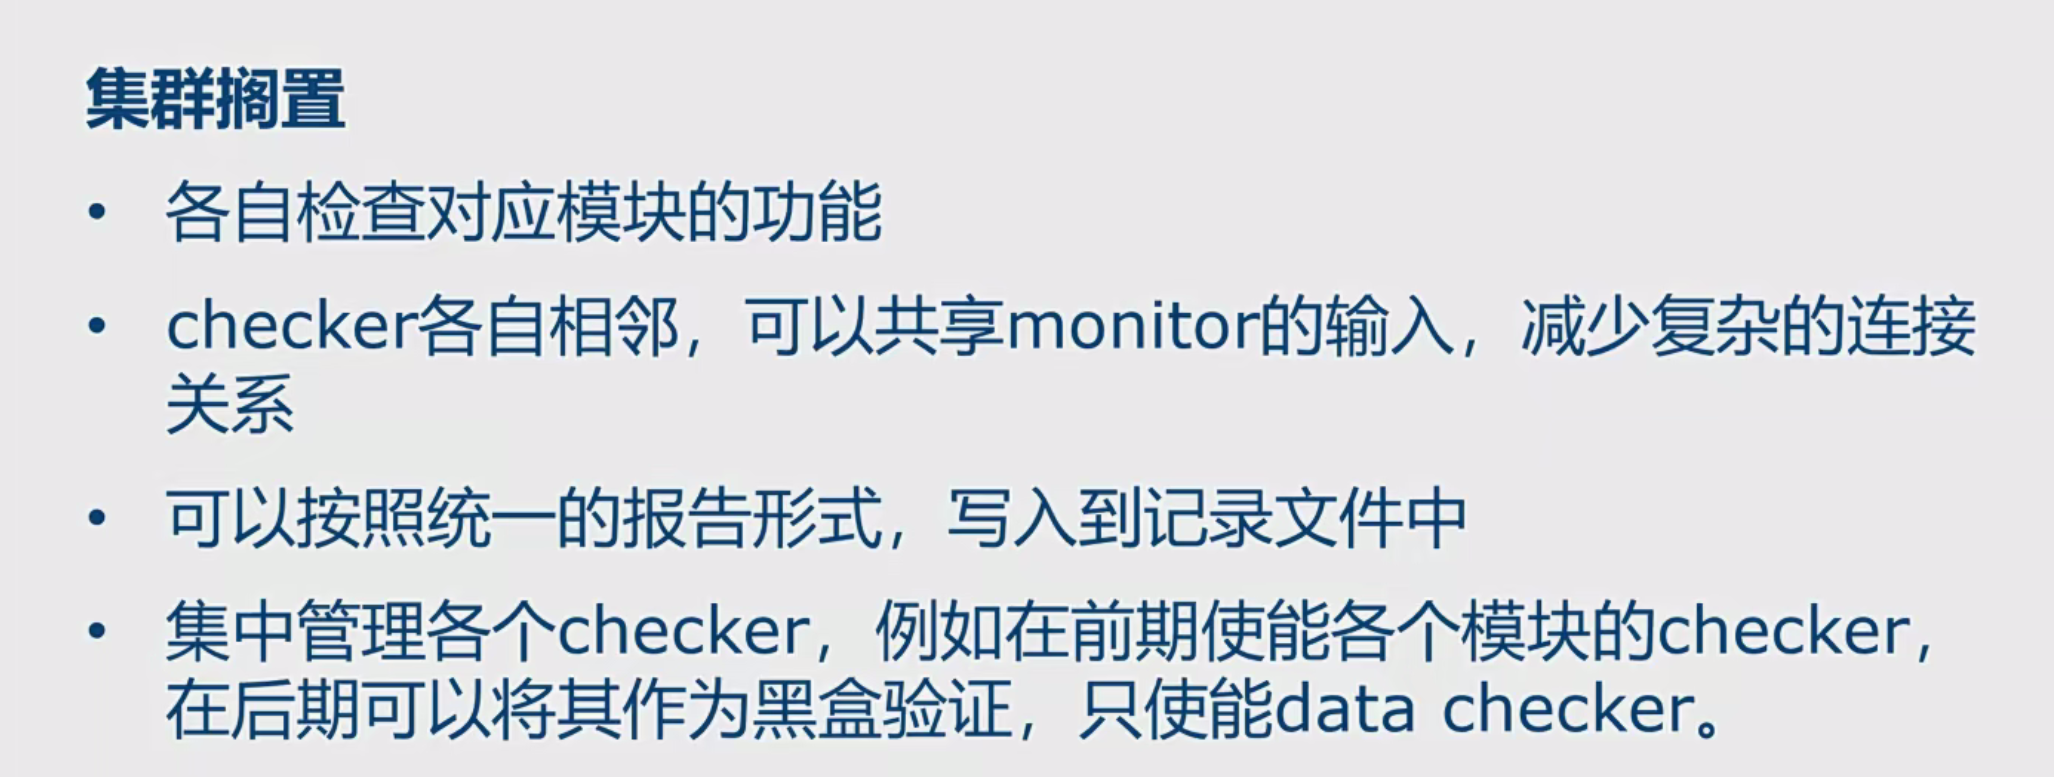 集群搁置
• 各自检查对应模块的功能
• checker各自相邻，可以共享monitor的输入，减少复杂的连接
关系
• 可以按照统一的报告形式，写入到记录文件中
• 集中管理各个checker，例如在前期使能各个模块的checker，
在后期可以将其作为黑盒验证，只使能data checker。